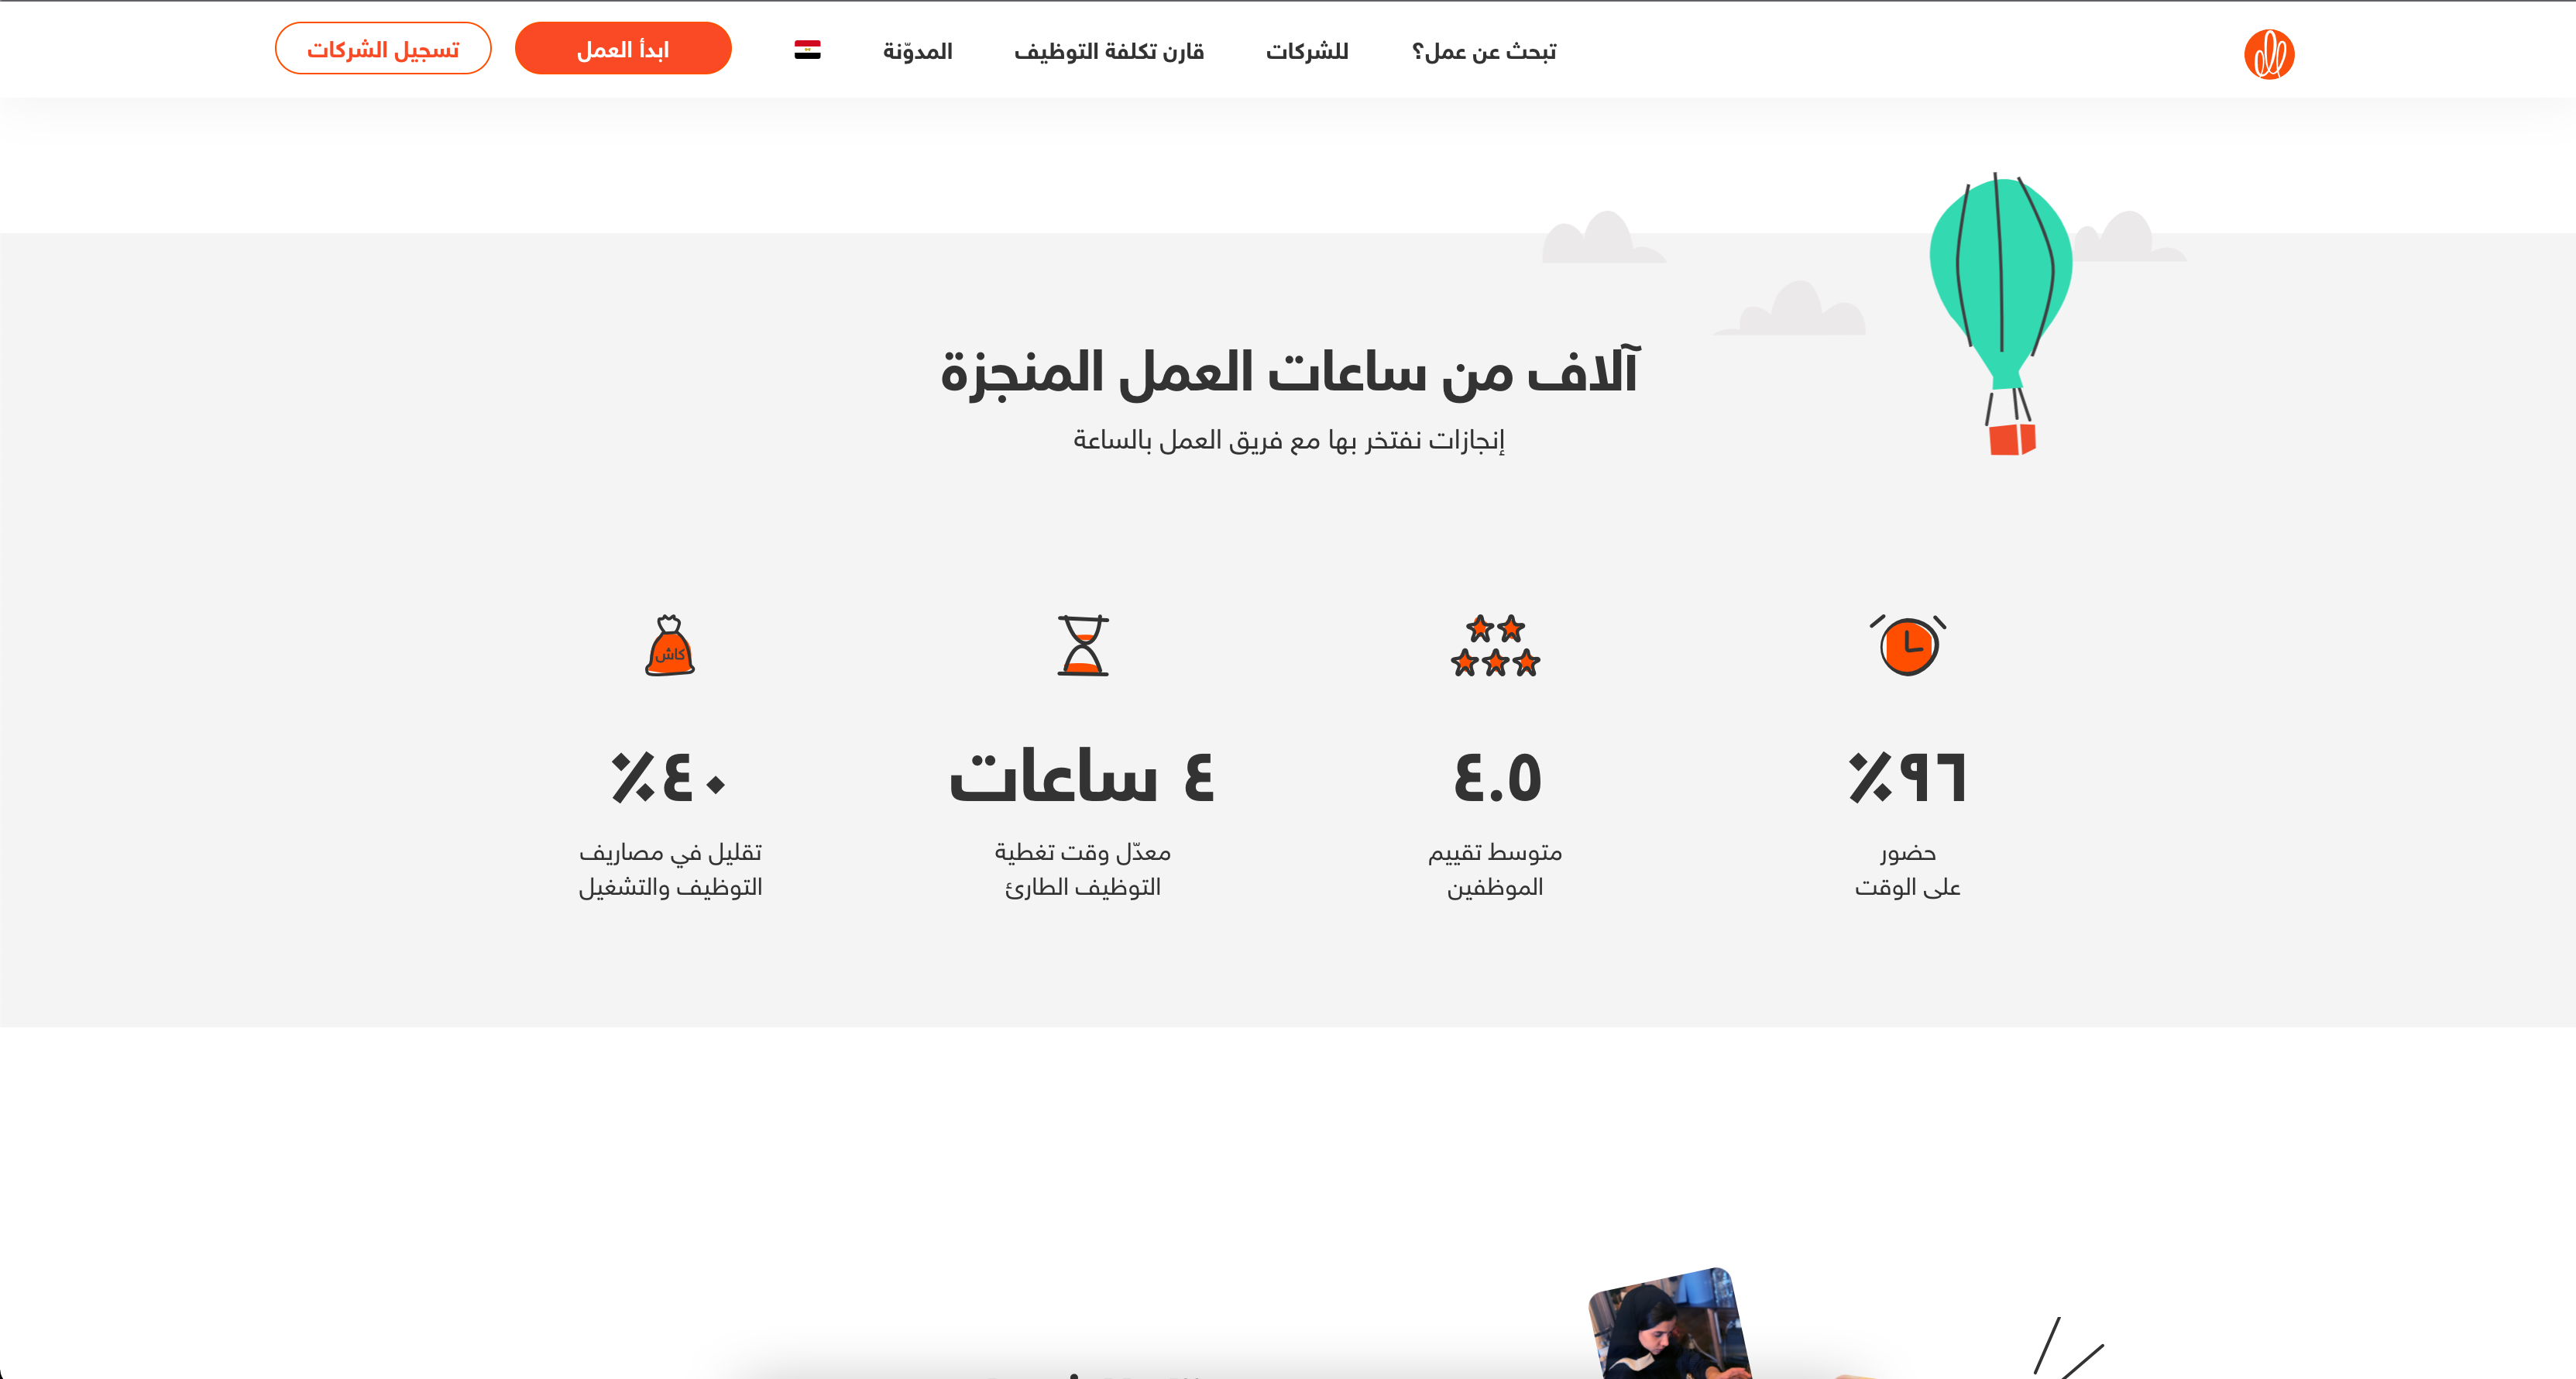 تبحث عن عمل؟
للشركات
قارن تكلفة التوظيف
المدوّنة
ابدأ العمل
تسجيل الشركات
آلاف من ساعات العمل المنجزة
إنجازات نفتخر بها مع فريق العمل بالساعة
٩٦٪
حضور
على الوقت
٤.٥
متوسط تقييم
الموظفين
٤ ساعات
معدّل وقت تغطية
التوظيف الطارئ
كاش
٤٠٪
تقليل في مصاريف
التوظيف والتشغيل